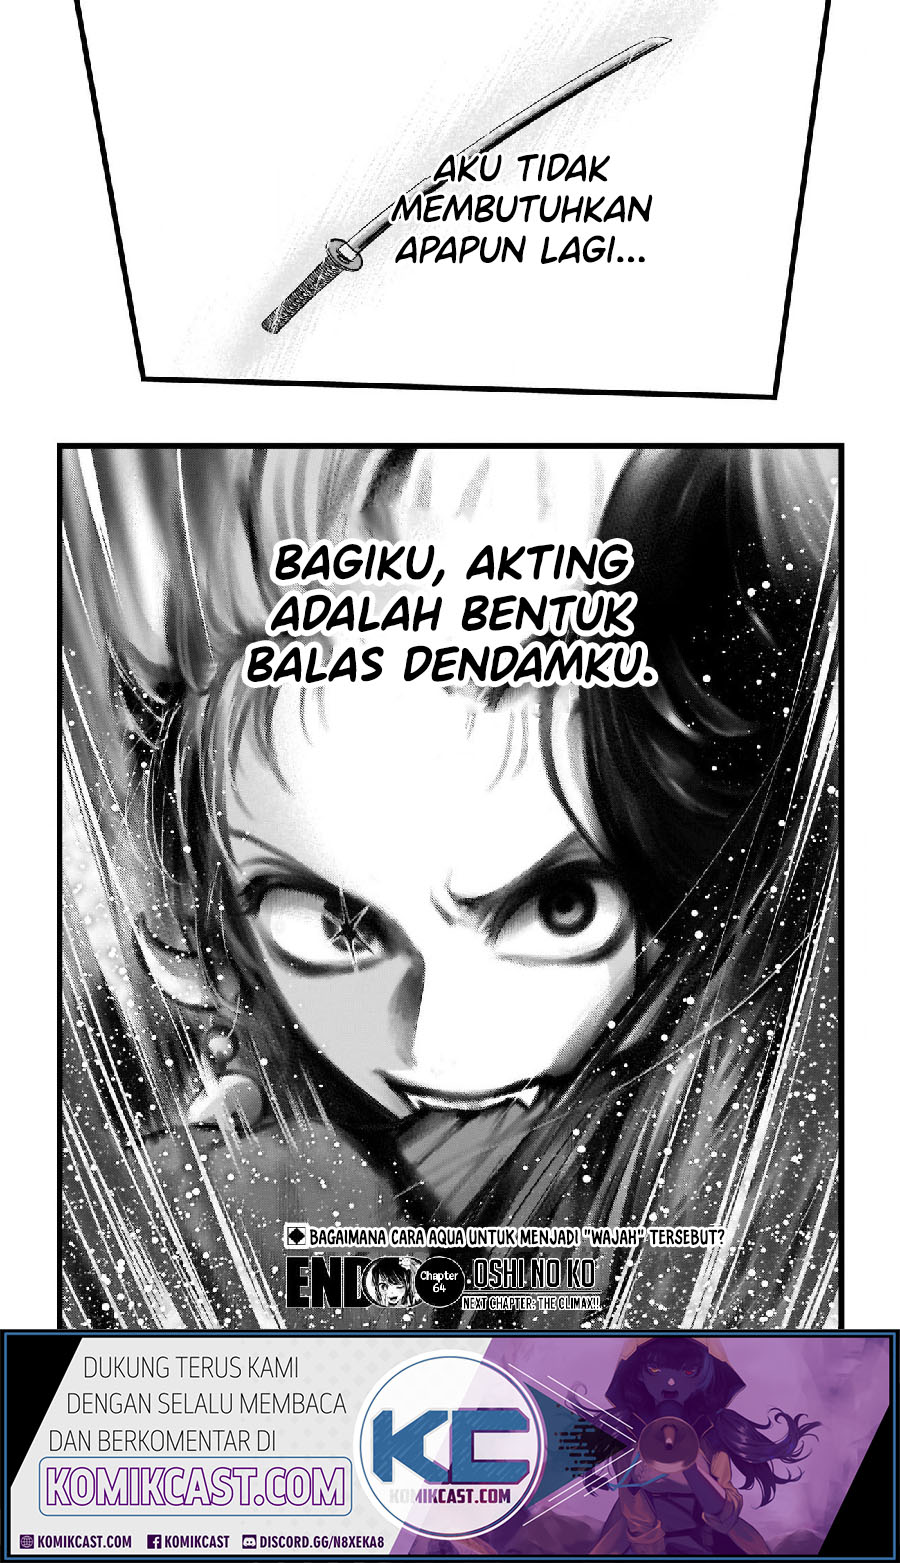 AKU TIDAK
MEMBUTUHKAN
APAPUN LAGI...
BAGIKU, AKTING
ADALAH BENTUK
BALAS DENDAMKU.
BAGAIMANA CARA AQUA UNTUK MENJADI "WAJAH" TERSEBUT?
END
Chapter
64
.OSHI NO KO
NEXT CHAPTER: THE CLIMAX!!
DUKUNG TERUS KAMI
DENGAN SELALU MEMBACA
DAN BERKOMENTAR DI
KOMIKCAST.COM
KC
KOMIKCAST.COM
KOMIKCAST.COM KOMIKCAST DISCORD.GG/N8XEKA8